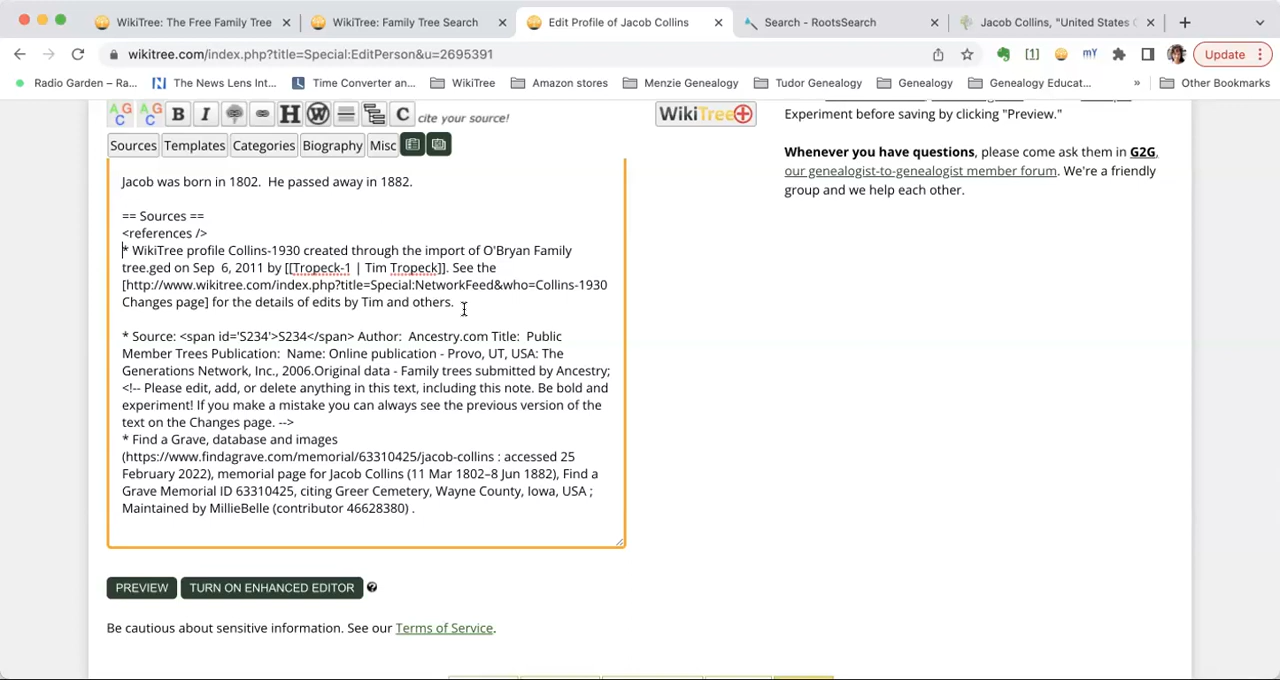 WikiTree: The Free Family Tree
WikiTree: Family Tree Search
Edit Profile of Jacob Collins
Search - RootsSearch
Jacob Collins, "United States C
wikitree.com/index.php?title=Special:EditPerson&u=2695391
[1]
mY
Update
Radio Garden – Ra...
The News Lens Int...
Time Converter an...
WikiTree
Amazon stores
Menzie Genealogy
Tudor Genealogy
Genealogy
Genealogy Educat...
»
Other Bookmarks
AGC AGC B I H W C cite your source!
WikiTree+
Experiment before saving by clicking "Preview."
Sources Templates Categories Biography Misc
Whenever you have questions, please come ask them in G2G,
our genealogist-to-genealogist member forum. We're a friendly
group and we help each other.
Jacob was born in 1802.  He passed away in 1882.
== Sources ==
<references />
* WikiTree profile Collins-1930 created through the import of O'Bryan Family
tree.ged on Sep  6, 2011 by [[Tropeck-1 | Tim Tropeck]]. See the
[http://www.wikitree.com/index.php?title=Special:NetworkFeed&who=Collins-1930
Changes page] for the details of edits by Tim and others.
* Source: <span id='S234'>S234</span> Author:  Ancestry.com Title:  Public
Member Trees Publication:  Name: Online publication - Provo, UT, USA: The
Generations Network, Inc., 2006.Original data - Family trees submitted by Ancestry;
<!-- Please edit, add, or delete anything in this text, including this note. Be bold and
experiment! If you make a mistake you can always see the previous version of the
text on the Changes page. -->
* Find a Grave, database and images
(https://www.findagrave.com/memorial/63310425/jacob-collins : accessed 25
February 2022), memorial page for Jacob Collins (11 Mar 1802–8 Jun 1882), Find a
Grave Memorial ID 63310425, citing Greer Cemetery, Wayne County, Iowa, USA ;
Maintained by MillieBelle (contributor 46628380) .
PREVIEW TURN ON ENHANCED EDITOR ?
Be cautious about sensitive information. See our Terms of Service.